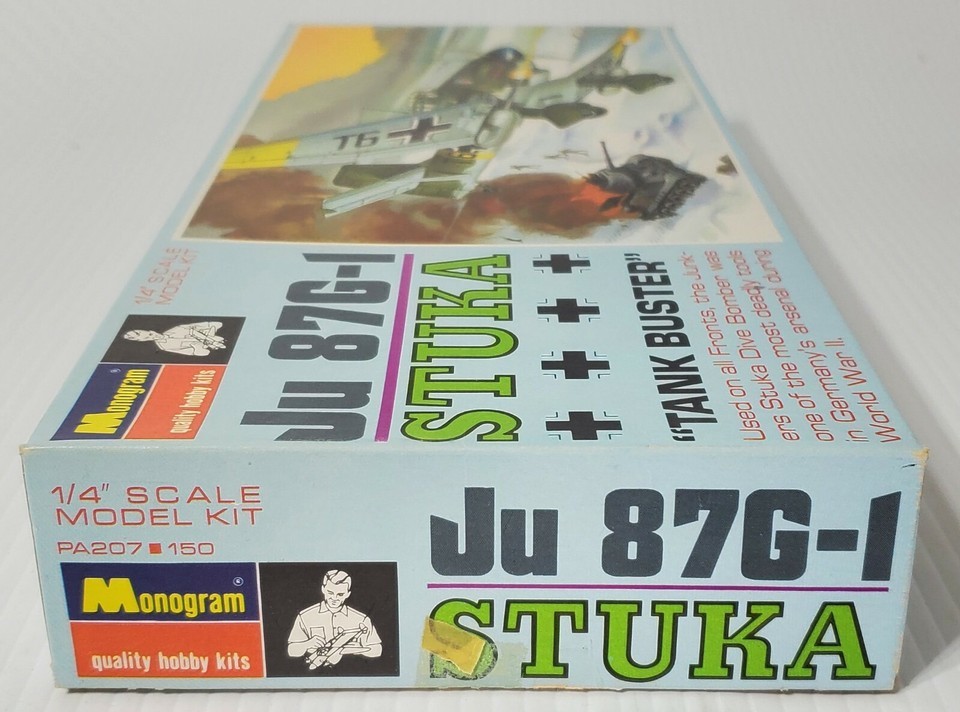 T6
1/4" SCALE
MODEL KIT
Monogram®
quality hobby kits
Ju 87G-1
STUKA
"TANK BUSTER"
Used on all Fronts, the Junk-
ers Stuka Dive Bomber was
one of the most deadly tools
in Germany's arsenal during
World War II.
1/4" SCALE
MODEL KIT
PA207 ■ 150
Monogram®
quality hobby kits
Ju 87G-1
STUKA